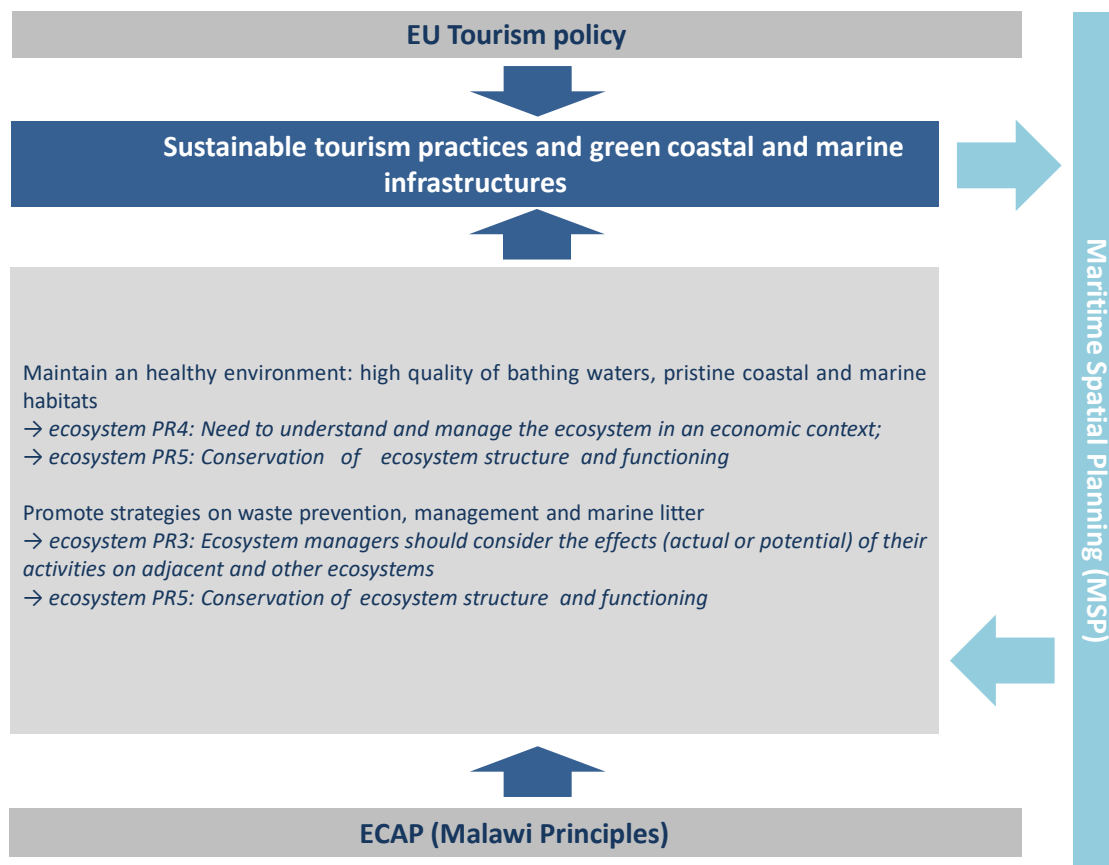 EU Tourism policy
Sustainable tourism practices and green coastal and marine
infrastructures
Maintain an healthy environment: high quality of bathing waters, pristine coastal and marine
habitats
→ ecosystem PR4: Need to understand and manage the ecosystem in an economic context;
→ ecosystem PR5: Conservation of ecosystem structure and functioning
Promote strategies on waste prevention, management and marine litter
→ ecosystem PR3: Ecosystem managers should consider the effects (actual or potential) of their
activities on adjacent and other ecosystems
→ ecosystem PR5: Conservation of ecosystem structure and functioning
ECAP (Malawi Principles)
Maritime Spatial Planning (MSP)